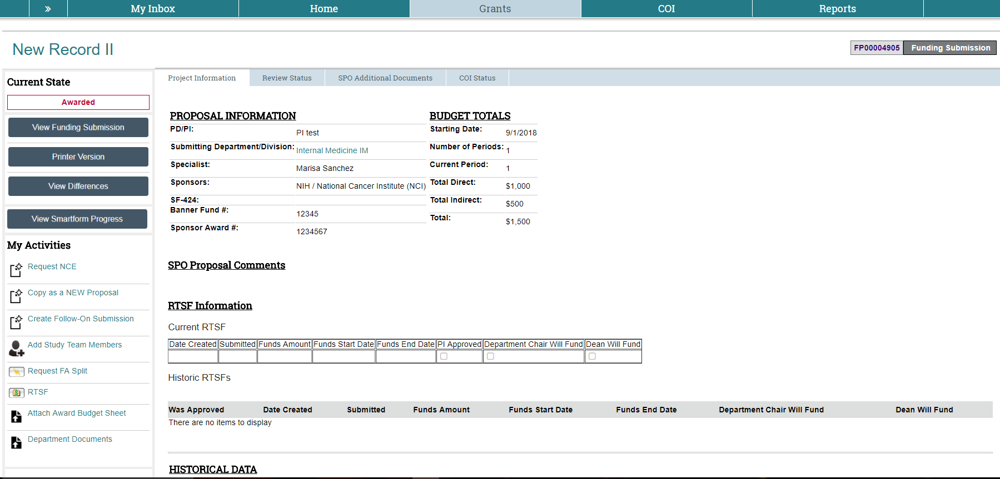 » My Inbox Home Grants COI Reports
New Record II
FP00004905 Funding Submission
Current State
Awarded
View Funding Submission
Printer Version
View Differences
View Smartform Progress
My Activities
Request NCE
Copy as a NEW Proposal
Create Follow-On Submission
Add Study Team Members
Request FA Split
RTSF
Attach Award Budget Sheet
Department Documents
Project Information Review Status SPO Additional Documents COI Status
PROPOSAL INFORMATION
PD/PI: PI test
Submitting Department/Division: Internal Medicine IM
Specialist: Marisa Sanchez
Sponsors: NIH / National Cancer Institute (NCI)
SF-424:
Banner Fund #: 12345
Sponsor Award #: 1234567
BUDGET TOTALS
Starting Date: 9/1/2018
Number of Periods: 1
Current Period: 1
Total Direct: $1,000
Total Indirect: $500
Total: $1,500
SPO Proposal Comments
RTSF Information
Current RTSF
Date Created Submitted Funds Amount Funds Start Date Funds End Date PI Approved Department Chair Will Fund Dean Will Fund
Historic RTSFs
Was Approved Date Created Submitted Funds Amount Funds Start Date Funds End Date Department Chair Will Fund Dean Will Fund
There are no items to display
HISTORICAL DATA